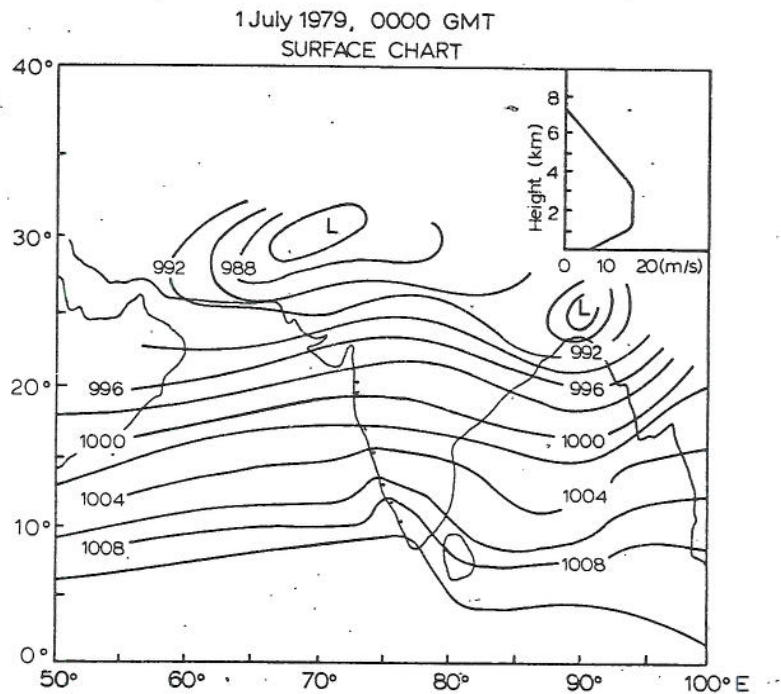 1 July 1979, 0000 GMT
SURFACE CHART
40°
30°
20°
10°
0°
50°E
60°
70°E
80°E
90°E
100°E
Height (km)
8
6
4
2
0
10
20(m/s)
L
992
988
L
992
996
996
1000
1000
1004
1004
1008
1008